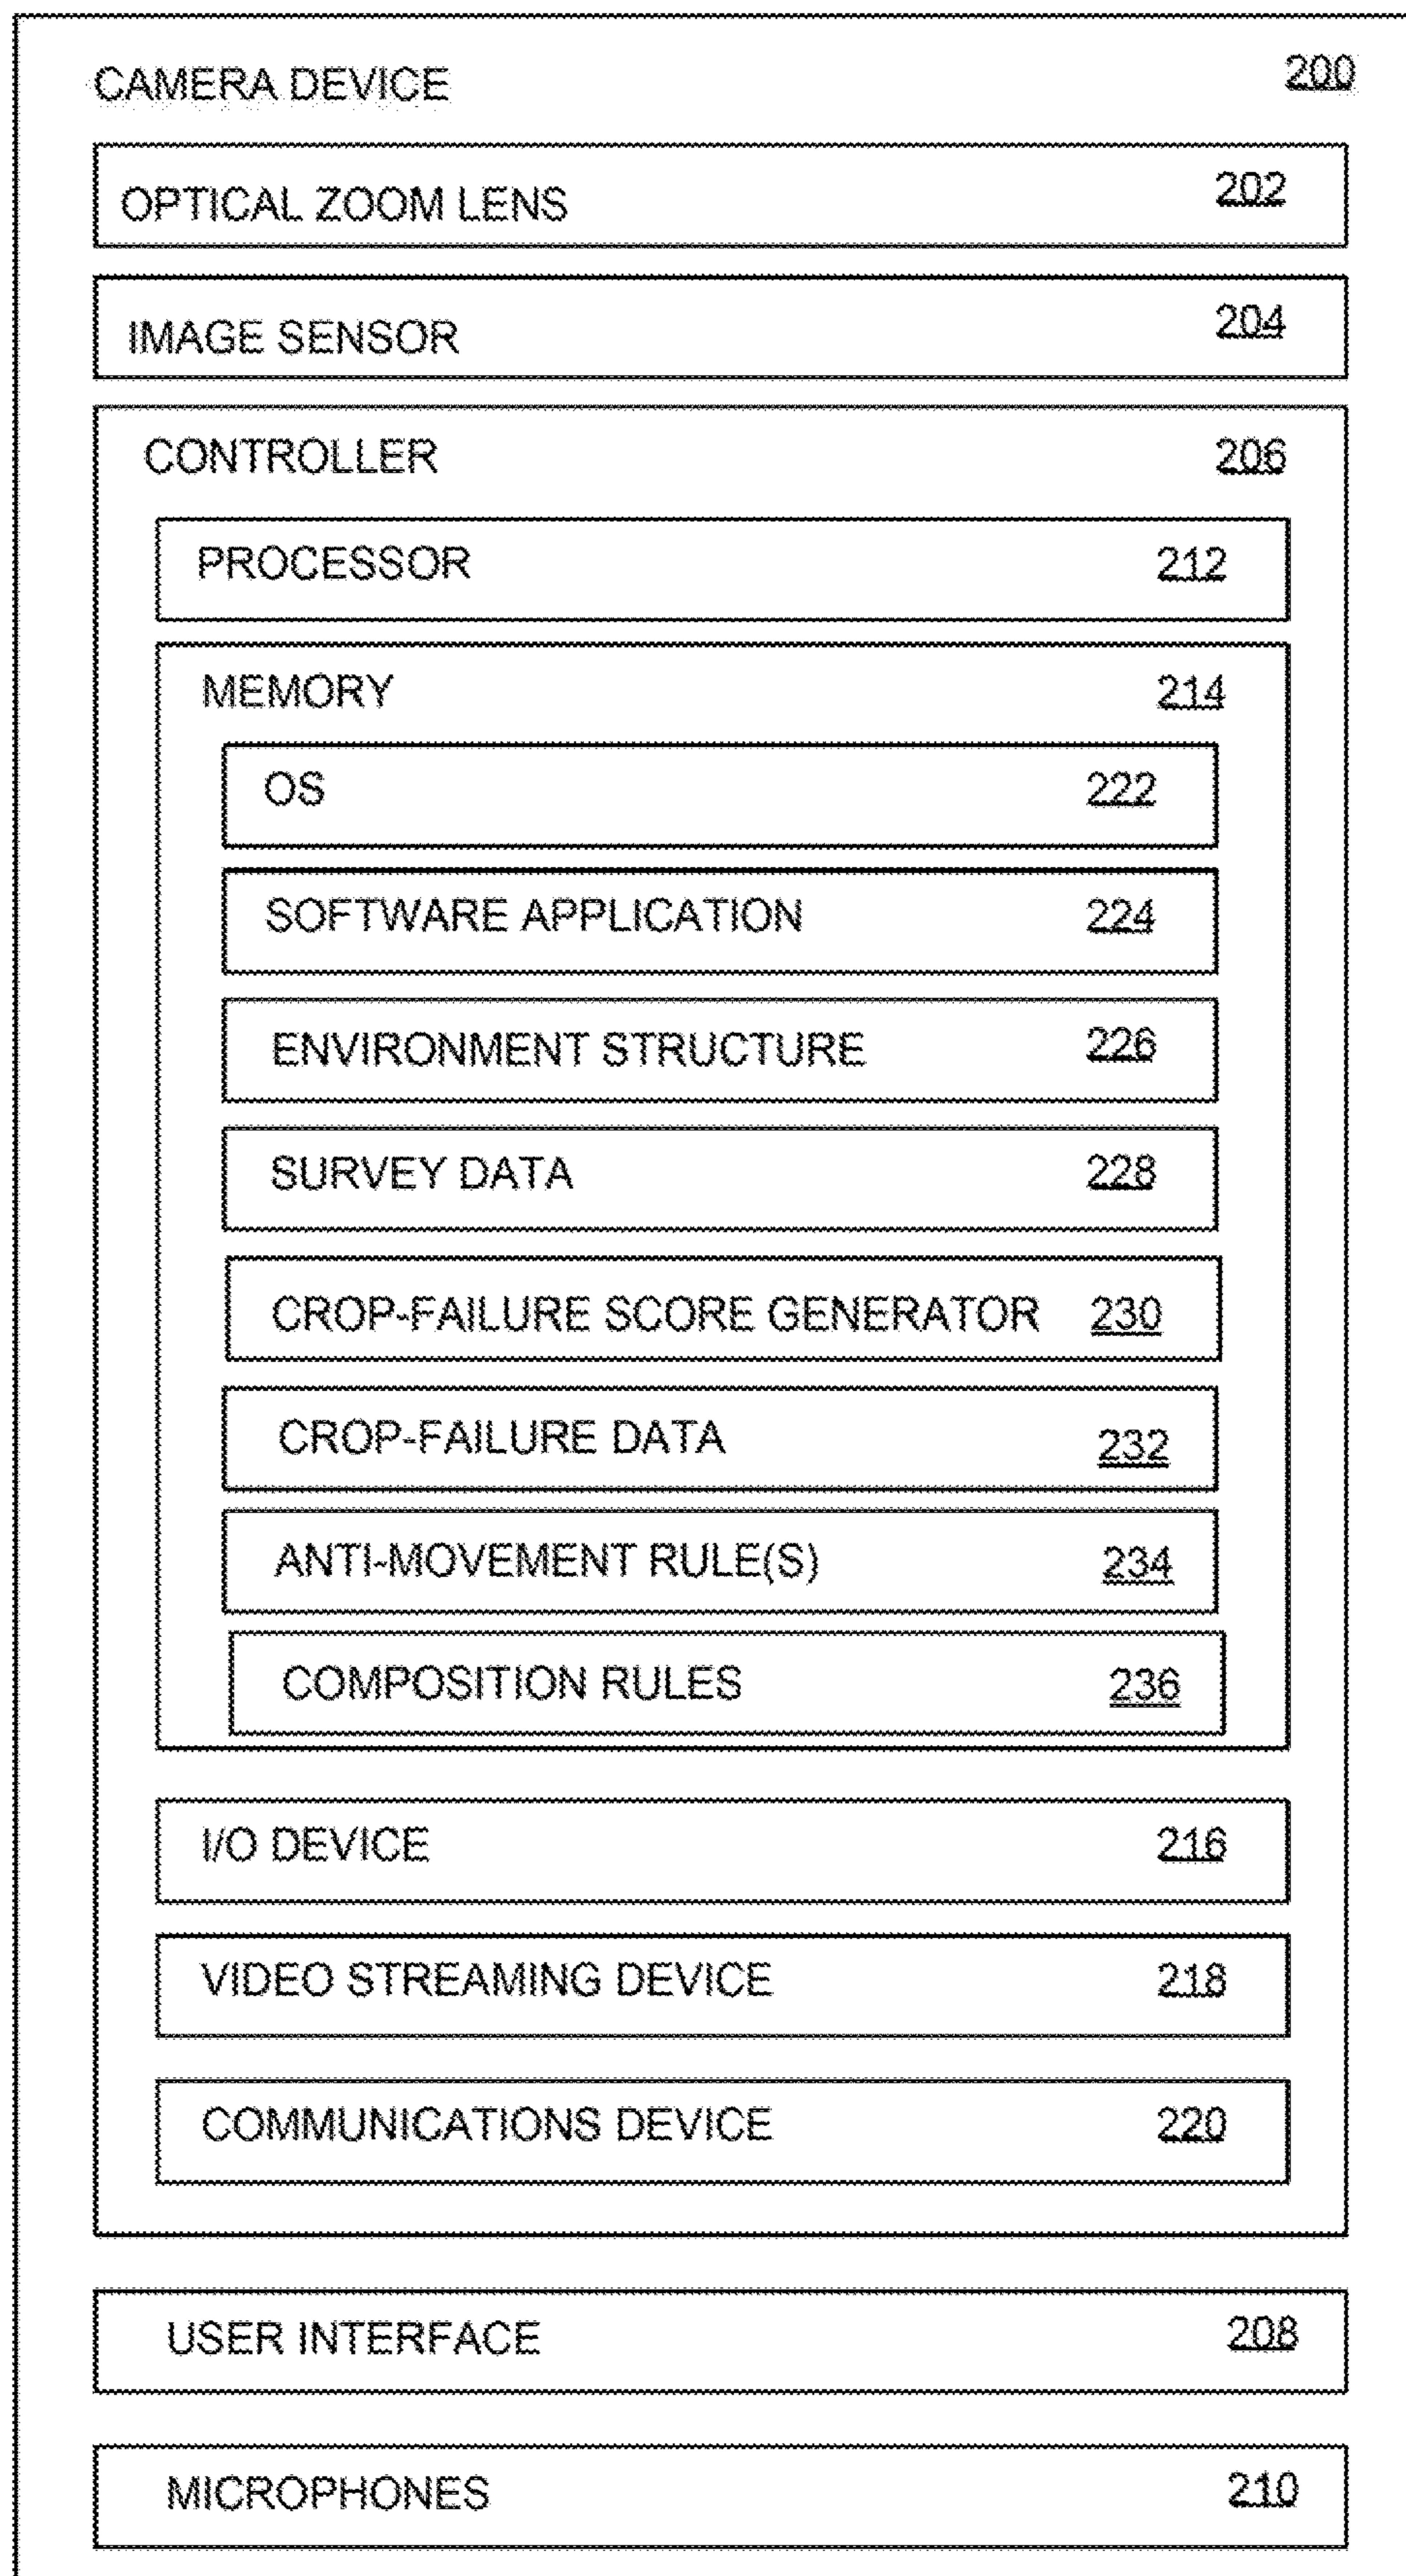 CAMERA DEVICE 200
OPTICAL ZOOM LENS 202
IMAGE SENSOR 204
CONTROLLER 206
PROCESSOR 212
MEMORY 214
OS 222
SOFTWARE APPLICATION 224
ENVIRONMENT STRUCTURE 226
SURVEY DATA 228
CROP-FAILURE SCORE GENERATOR 230
CROP-FAILURE DATA 232
ANTI-MOVEMENT RULE(S) 234
COMPOSITION RULES 236
I/O DEVICE 216
VIDEO STREAMING DEVICE 218
COMMUNICATIONS DEVICE 220
USER INTERFACE 208
MICROPHONES 210